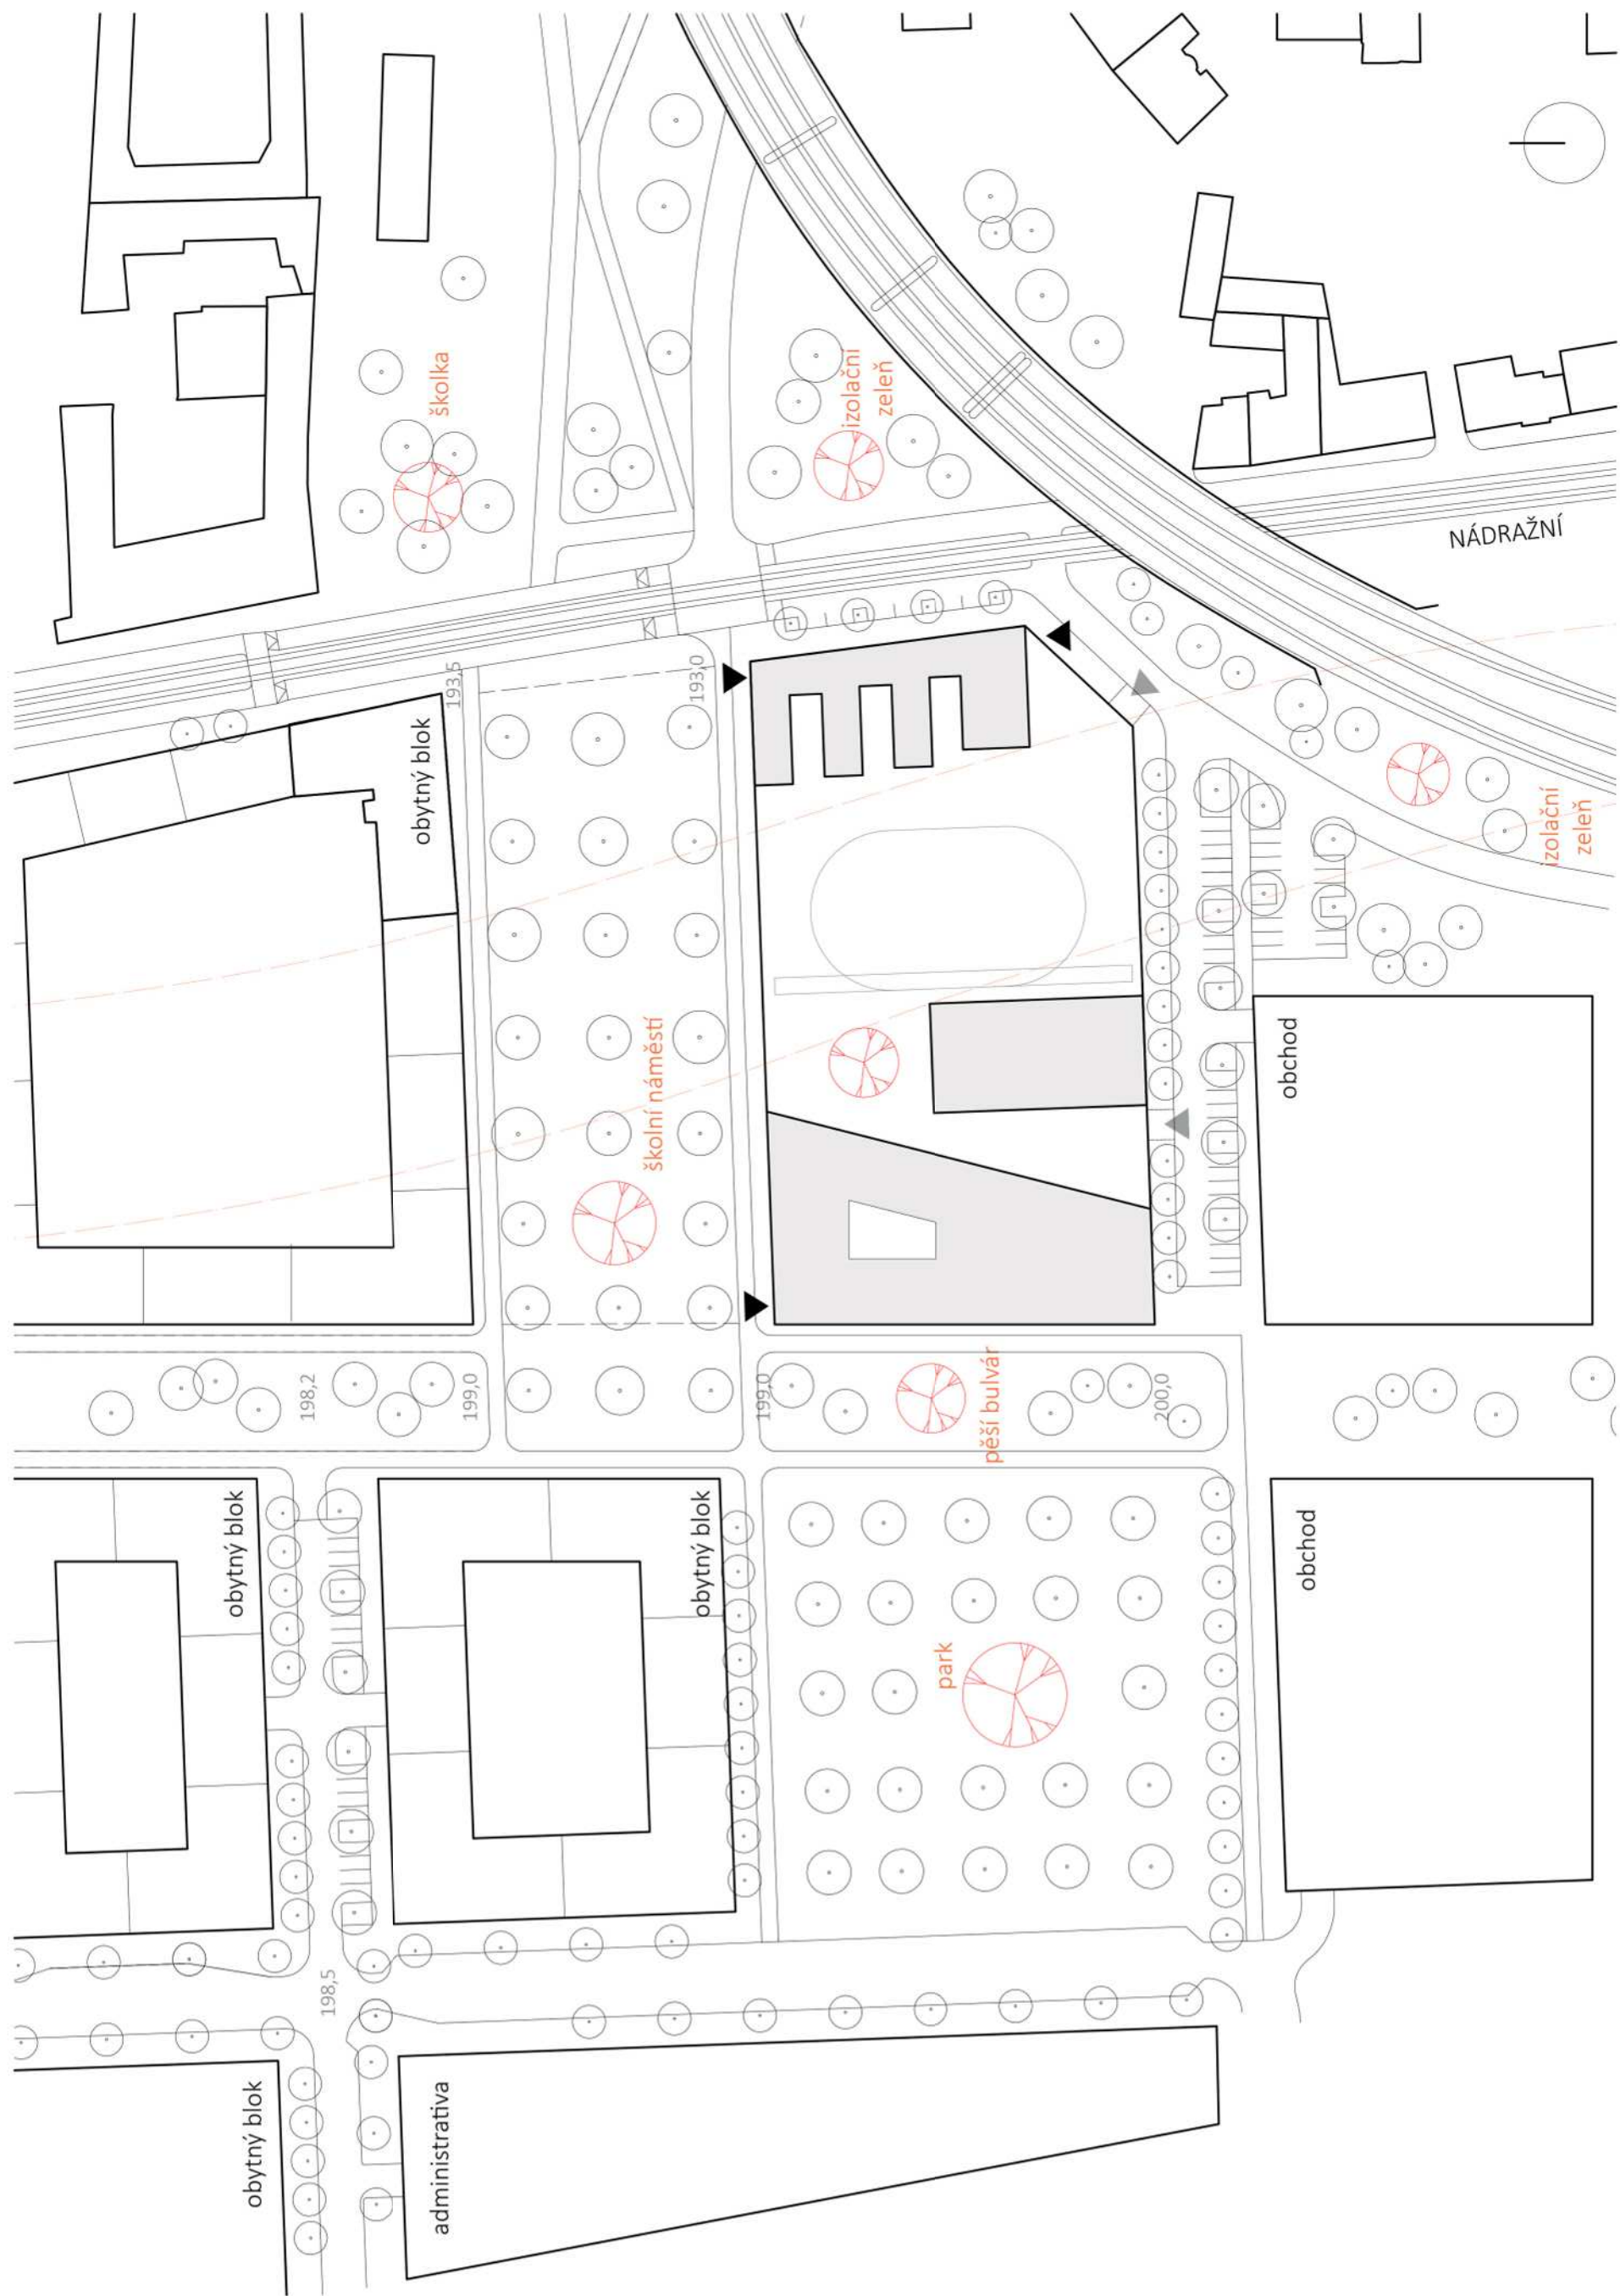 školka
izolační
zeleň
NÁDRAŽNÍ
193,5
193,0
obytný blok
izolační
zeleň
školní náměstí
obchod
198,2
199,0
199,0
pěší bulvár
200,0
obytný blok
obytný blok
park
obchod
198,5
obytný blok
administrativa